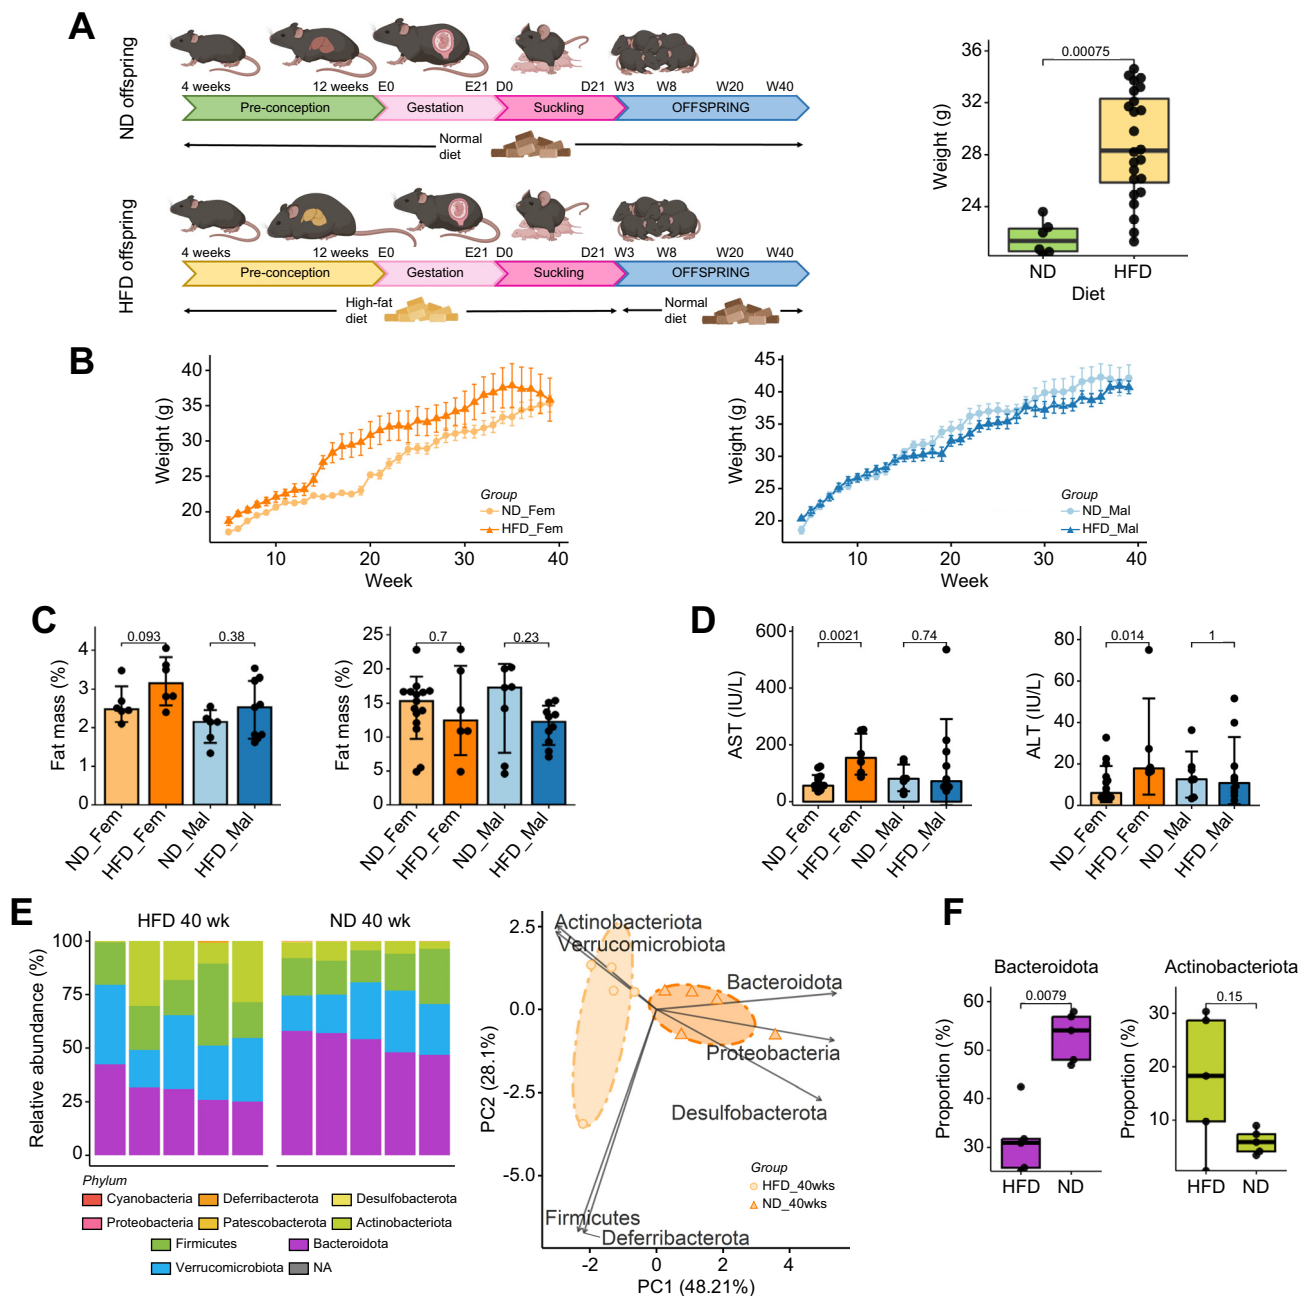 A
ND offspring
4 weeks
12 weeks
E0
E21
D0
D21
W3
W8
W20
W40
Pre-conception
Gestation
Suckling
OFFSPRING
Normal
diet
HFD offspring
4 weeks
12 weeks
E0
E21
D0
D21
W3
W8
W20
W40
Pre-conception
Gestation
Suckling
OFFSPRING
High-fat
diet
Normal
diet
Weight (g)
36
32
28
24
0.00075
ND
HFD
Diet
B
Weight (g)
40
35
30
25
20
10
20
30
40
Week
Group
ND_Fem
HFD_Fem
Weight (g)
45
40
35
30
25
20
10
20
30
40
Week
Group
ND_Mal
HFD_Mal
C
Fat mass (%)
4
3
2
1
0
0.093
0.38
ND_Fem
HFD_Fem
ND_Mal
HFD_Mal
Fat mass (%)
25
20
15
10
5
0
0.7
0.23
ND_Fem
HFD_Fem
ND_Mal
HFD_Mal
D
AST (IU/L)
600
400
200
0
0.0021
0.74
ND_Fem
HFD_Fem
ND_Mal
HFD_Mal
ALT (IU/L)
80
60
40
20
0
0.014
1
ND_Fem
HFD_Fem
ND_Mal
HFD_Mal
E
HFD 40 wk
ND 40 wk
Relative abundance (%)
100
75
50
25
0
Phylum
Cyanobacteria
Deferribacterota
Desulfobacterota
Proteobacteria
Patescobacterota
Actinobacteriota
Firmicutes
Bacteroidota
Verrucomicrobiota
NA
PC2 (28.1%)
2.5
0.0
-2.5
-5.0
Actinobacteriota
Verrucomicrobiota
Bacteroidota
Proteobacteria
Desulfobacterota
Group
HFD_40wks
ND_40wks
Firmicutes
Deferribacterota
-2
0
2
4
PC1 (48.21%)
F
Bacteroidota
Proportion (%)
60
50
40
30
0.0079
HFD
ND
Actinobacteriota
Proportion (%)
30
20
10
0.15
HFD
ND